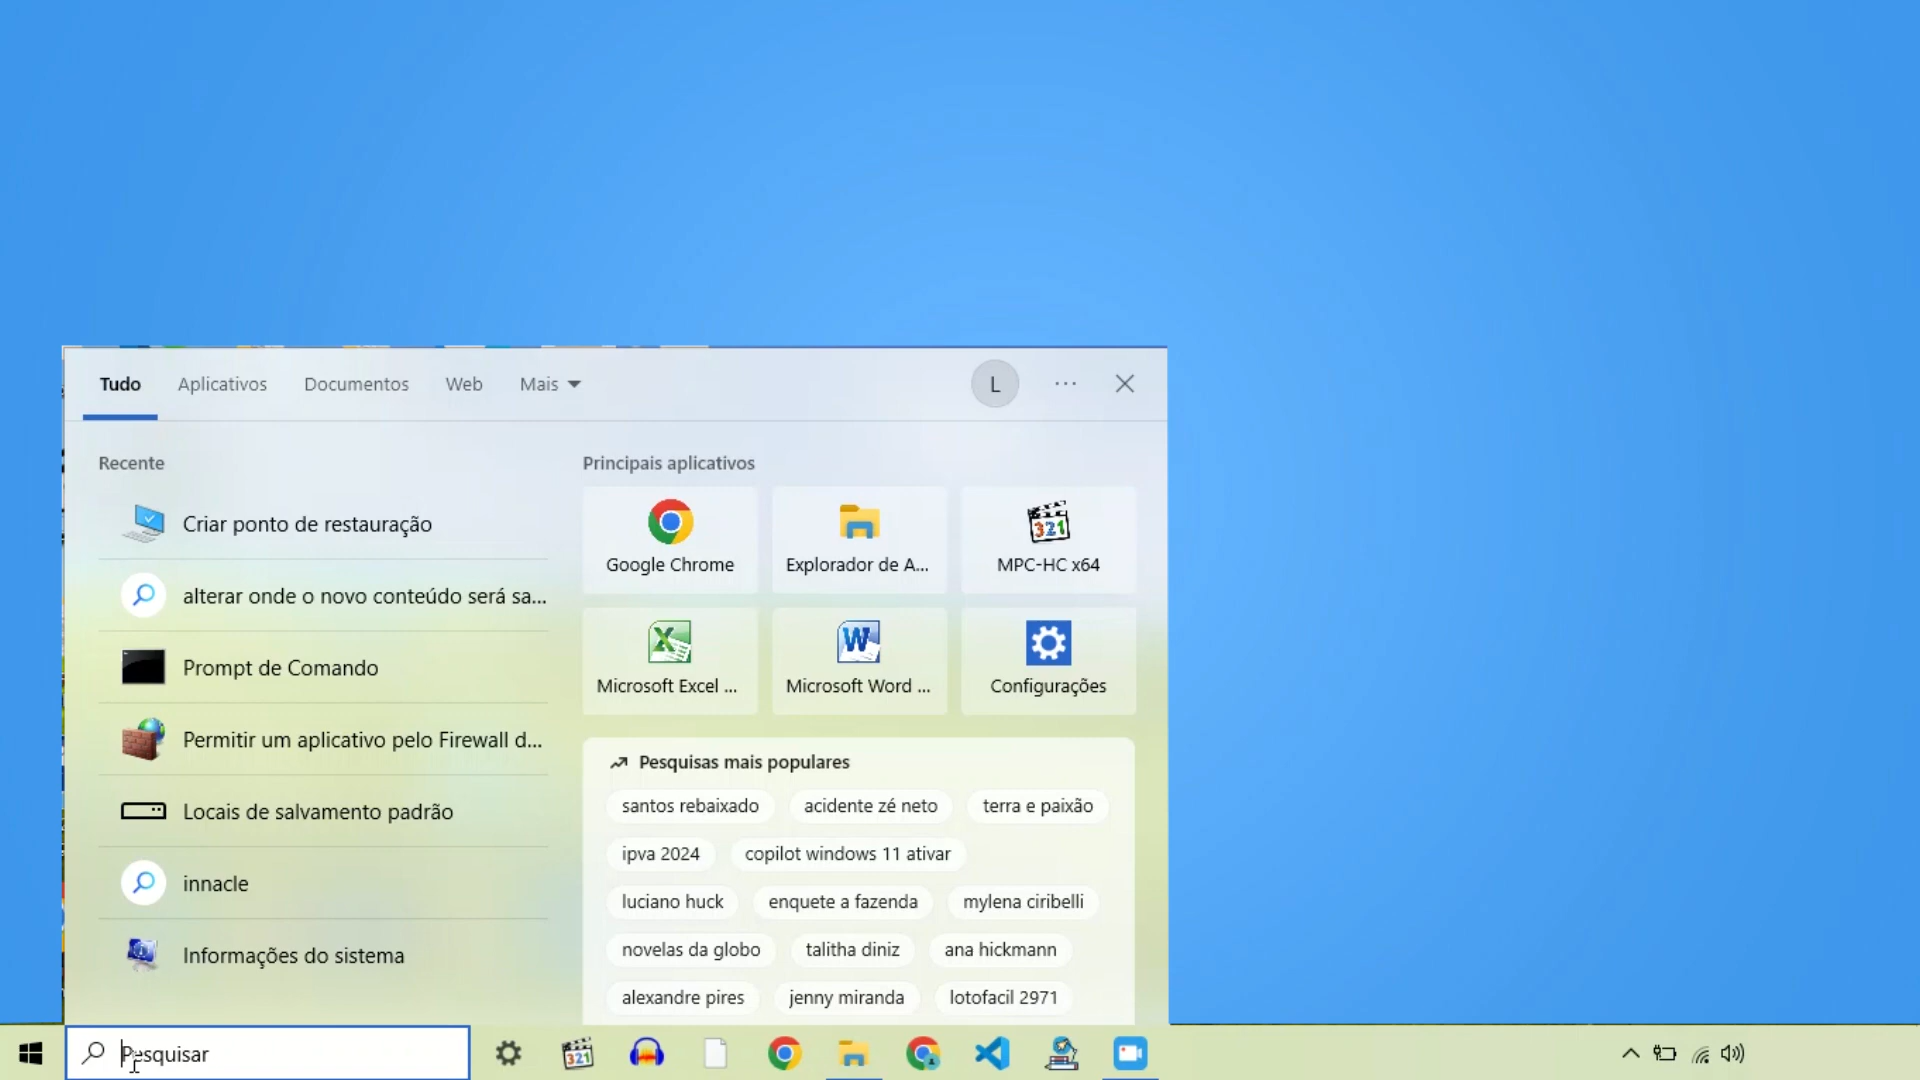 Tudo Aplicativos Documentos Web Mais L
Recente
Criar ponto de restauração
alterar onde o novo conteúdo será sa...
Prompt de Comando
Permitir um aplicativo pelo Firewall d...
Locais de salvamento padrão
innacle
Informações do sistema
Principais aplicativos
Google Chrome Explorador de A... MPC-HC x64
Microsoft Excel ... Microsoft Word ... Configurações
Pesquisas mais populares
santos rebaixado acidente zé neto terra e paixão
ipva 2024 copilot windows 11 ativar
luciano huck enquete a fazenda mylena ciribelli
novelas da globo talitha diniz ana hickmann
alexandre pires jenny miranda lotofacil 2971
Pesquisar 321